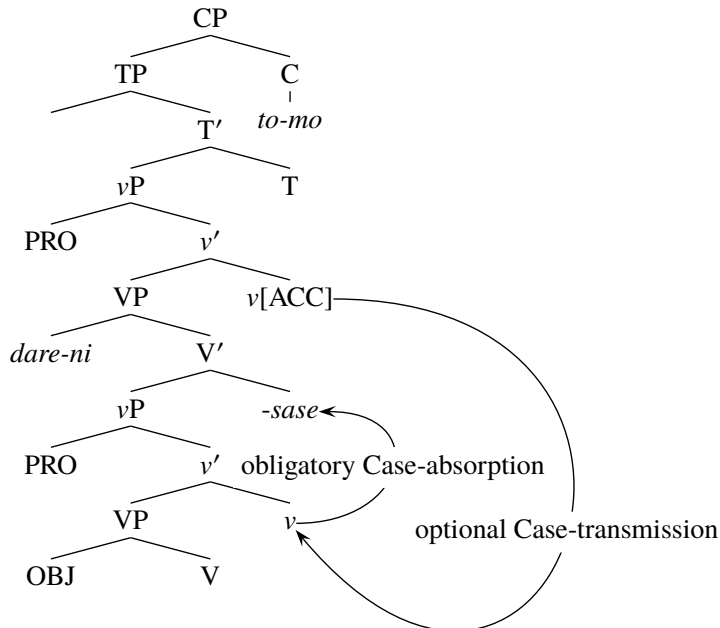 CP
TP C
to-mo
T′
vP T
PRO v′
VP v[ACC]
dare-ni V′
vP -sase
PRO v′ obligatory Case-absorption
VP v optional Case-transmission
OBJ V